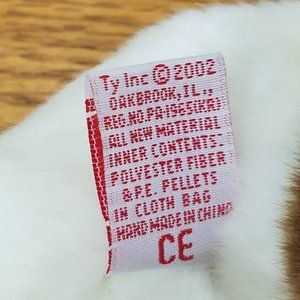 Ty Inc © 2002
OAKBROOK, IL.,
REG.NO.PA.1965(KR)
ALL NEW MATERIAL
INNER CONTENTS-
POLYESTER FIBER
& P.E. PELLETS
IN CLOTH BAG
HAND MADE IN CHINA
CE